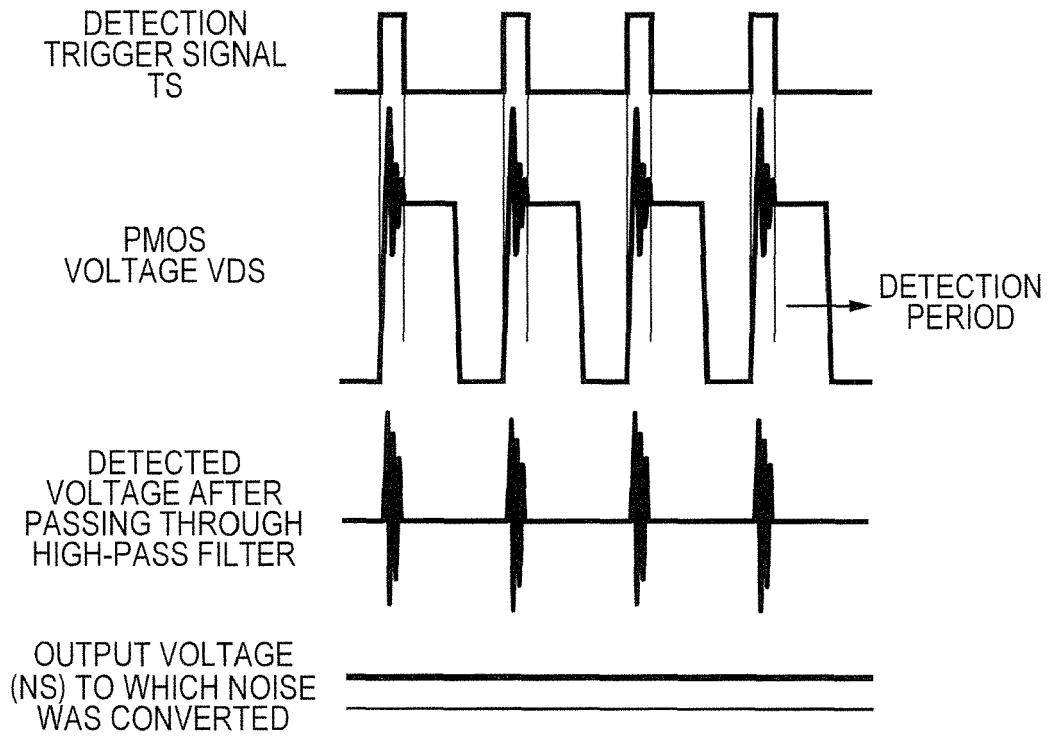 DETECTION
TRIGGER SIGNAL
TS
PMOS
VOLTAGE VDS
DETECTION
PERIOD
DETECTED
VOLTAGE AFTER
PASSING THROUGH
HIGH-PASS FILTER
OUTPUT VOLTAGE
(NS) TO WHICH NOISE
WAS CONVERTED